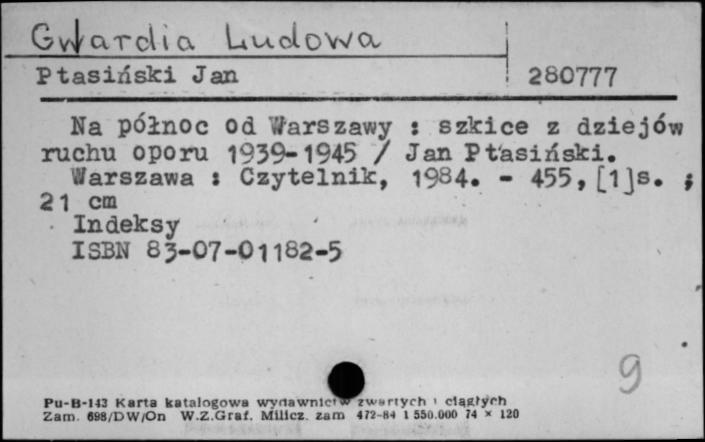 Gwardia Ludowa
Ptasiński Jan 280777
Na północ od Warszawy : szkice z dziejów
ruchu oporu 1939-1945 / Jan Ptasiński.
Warszawa : Czytelnik, 1984. - 455, [1]s. ;
21 cm
Indeksy
ISBN 83-07-01182-5
9
Pu-B-143 Karta katalogowa wydawnictw zwartych i ciągłych
Zam. 698/DW/On W.Z.Graf. Milicz. zam 472-84 1 550.000 74 × 120